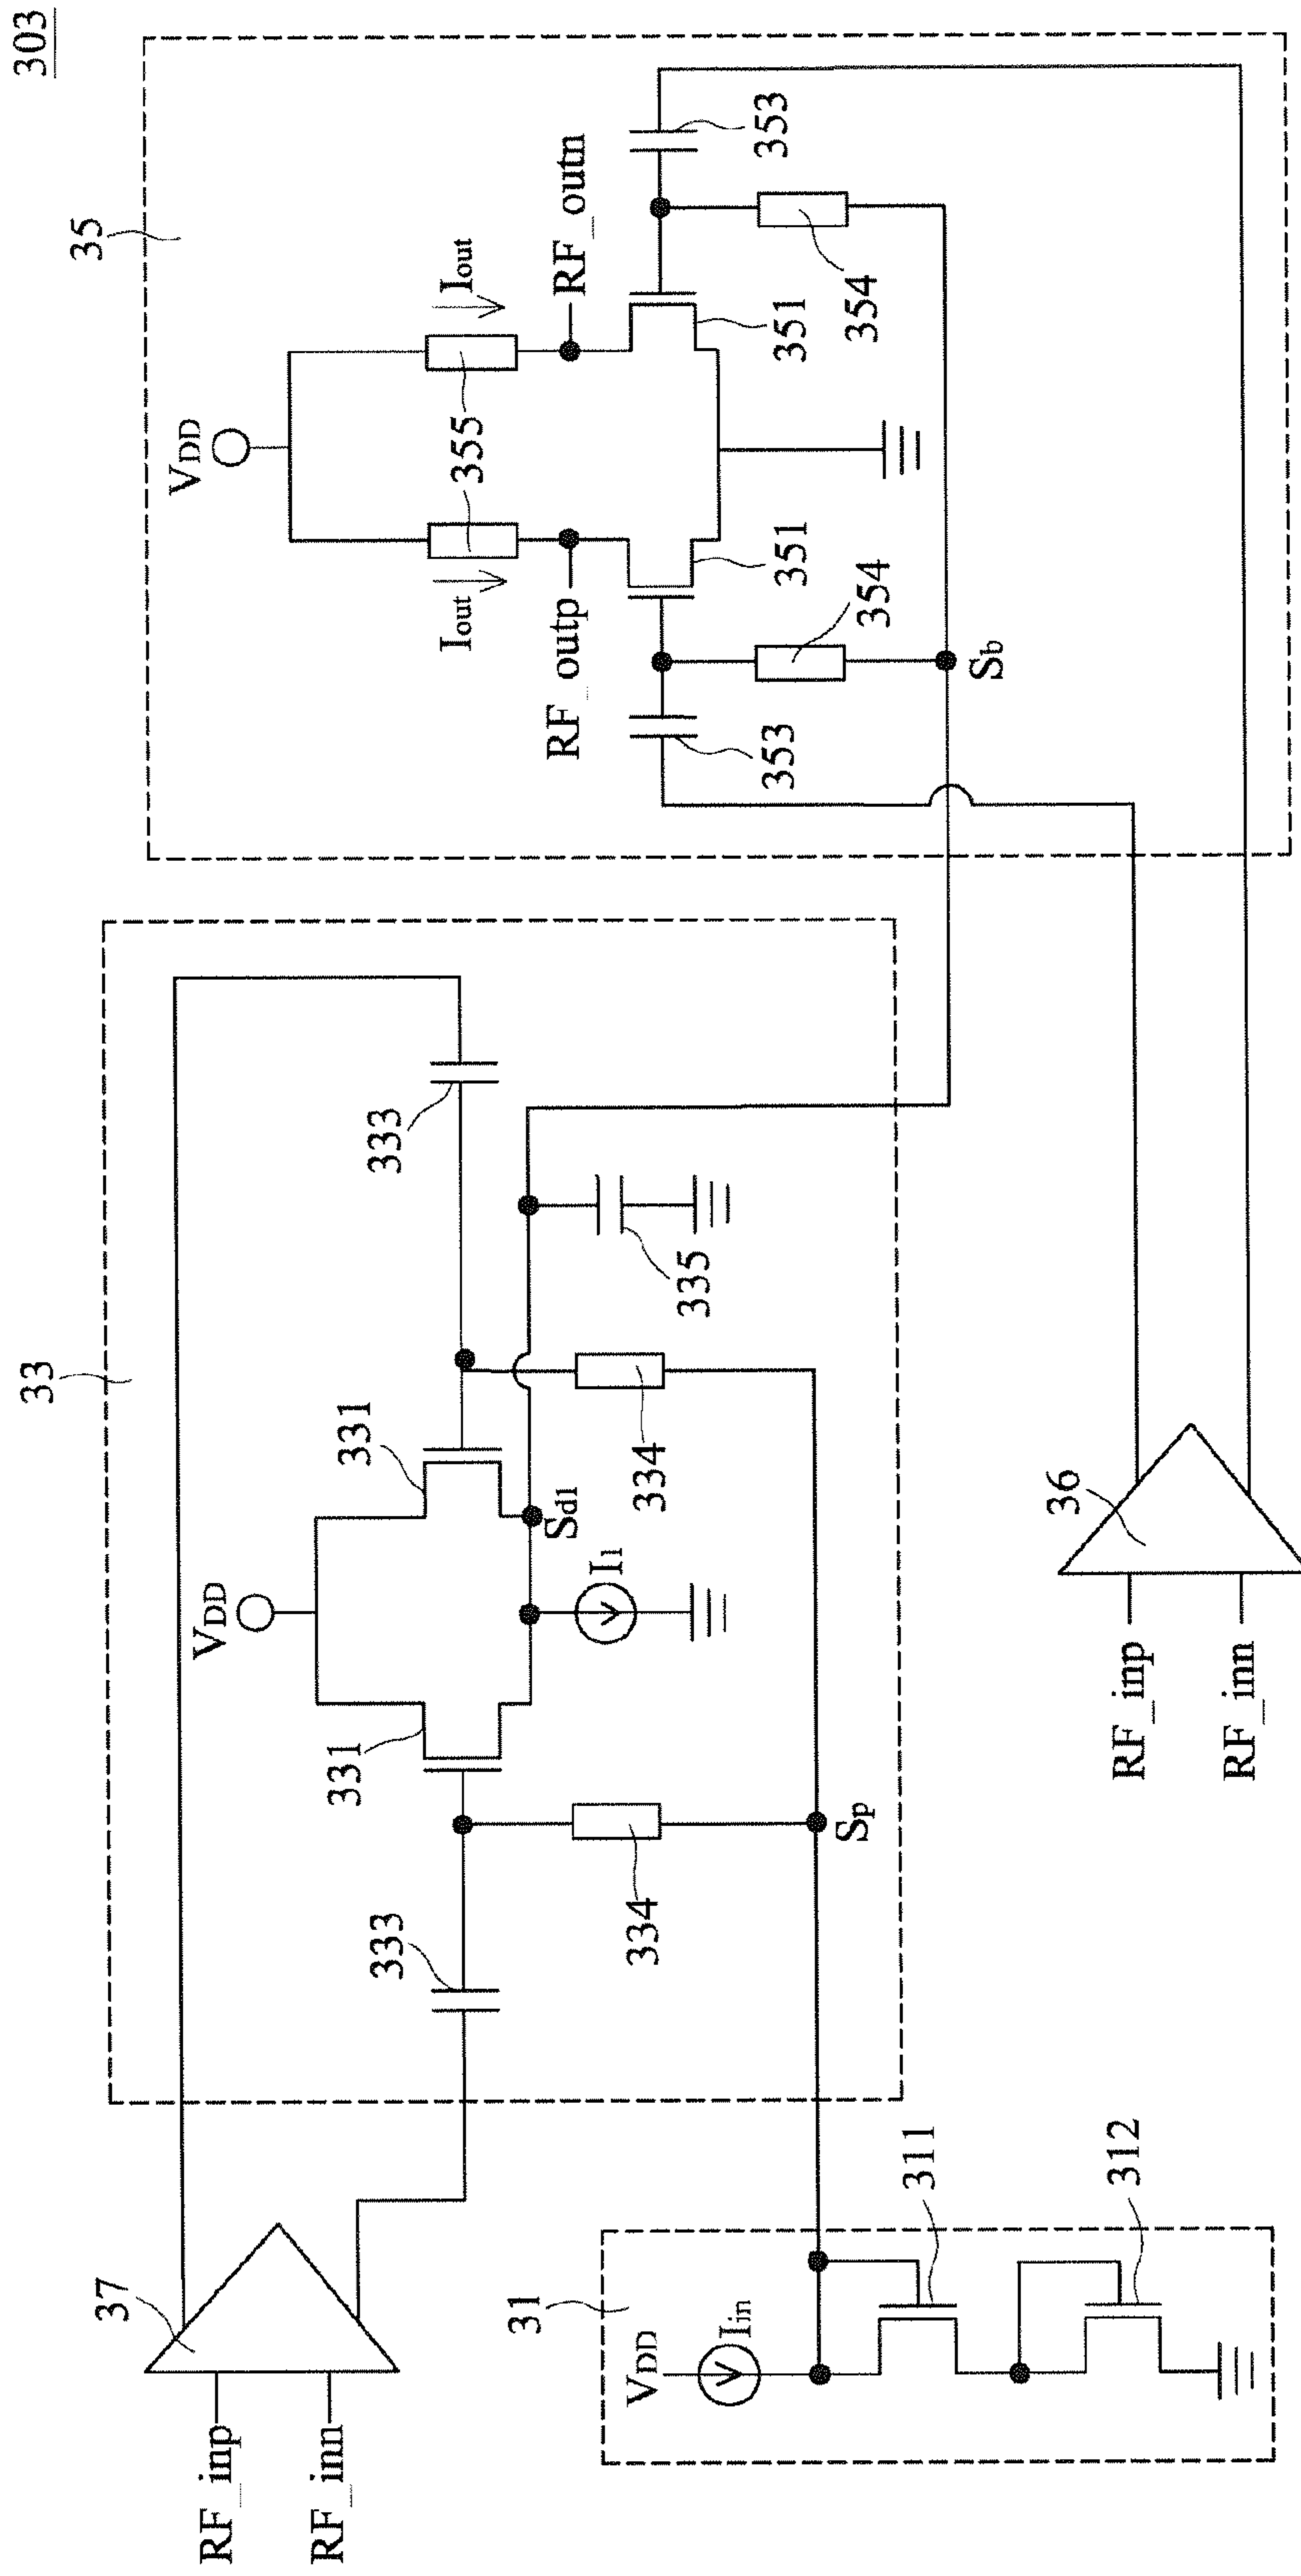 303
35
VDD
Iout
Iout
355
RF_outp
RF_outn
353
353
351
351
354
354
Sb
33
VDD
331
331
333
333
Sd1
I1
334
334
335
Sp
37
RF_inp
RF_inn
31
VDD
Iin
311
312
36
RF_inp
RF_inn